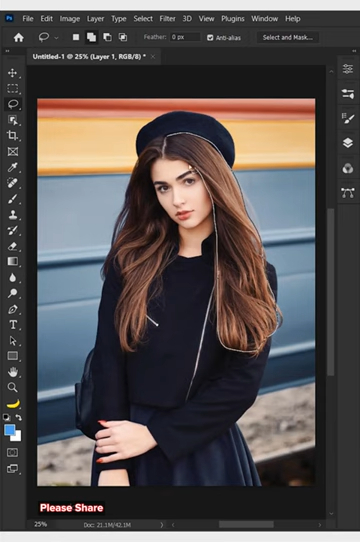 Ps File Edit Image Layer Type Select Filter 3D View Plugins Window Help
Feather: 0 px Anti-alias Select and Mask...
Untitled-1 @ 25% (Layer 1, RGB/8) *
Please Share
25% Doc: 21.1M/42.1M